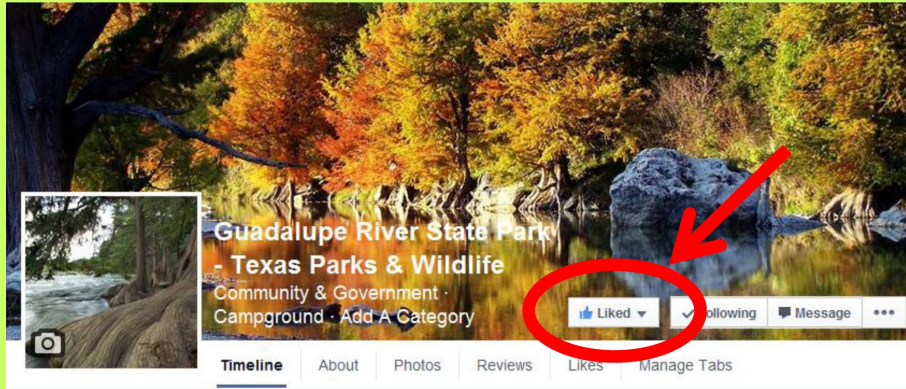 Guadalupe River State Park
- Texas Parks & Wildlife
Community & Government ·
Campground · Add A Category
Liked
Following
Message
Timeline
About
Photos
Reviews
Likes
Manage Tabs